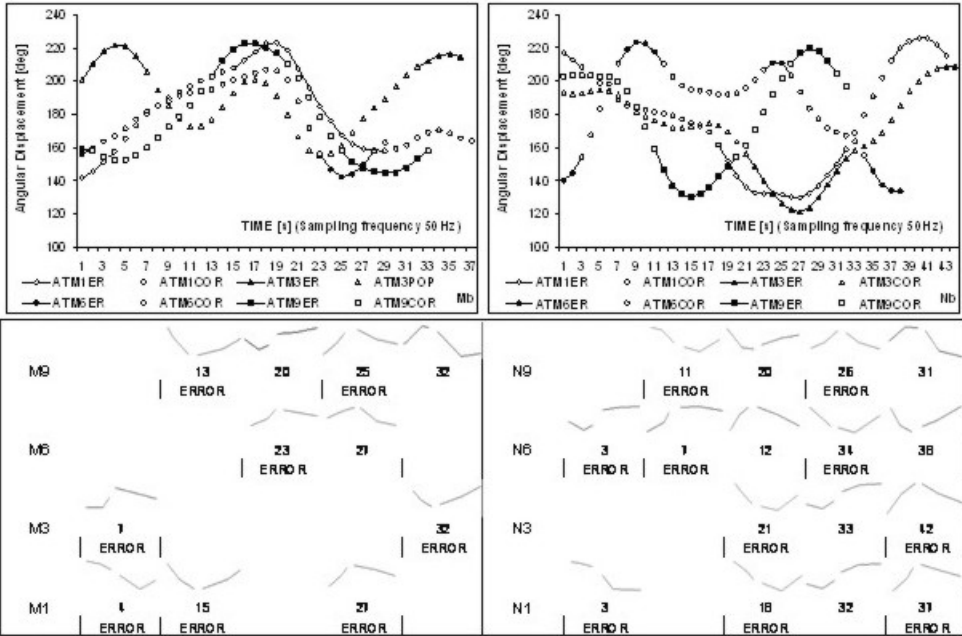 Angular Displacement [deg]
240
220
200
180
160
140
120
100
TIME [s] (Sampling frequency 50Hz)
1 3 5 7 9 11 13 15 17 19 21 23 25 27 29 31 33 35 37
ATM1ER ATM1COR ATM3ER ATM3POP
ATM6ER ATM6COR ATM9ER ATM9COR Mb
Angular Displacement [deg]
240
220
200
180
160
140
120
100
TIME [s] (Sampling frequency 50Hz)
1 3 5 7 9 11 13 15 17 19 21 23 25 27 29 31 33 35 37 39 41 43
ATM1ER ATM1COR ATM3ER ATM3COR
ATM6ER ATM6COR ATM9ER ATM9COR Nb
M9 13 20 25 32
ERROR ERROR
M6 23 27
ERROR
M3 7 32
ERROR ERROR
M1 4 15 27
ERROR ERROR ERROR
N9 11 20 26 31
ERROR ERROR
N6 3 7 12 34 38
ERROR ERROR ERROR
N3 21 33 42
ERROR ERROR
N1 3 18 32 37
ERROR ERROR ERROR